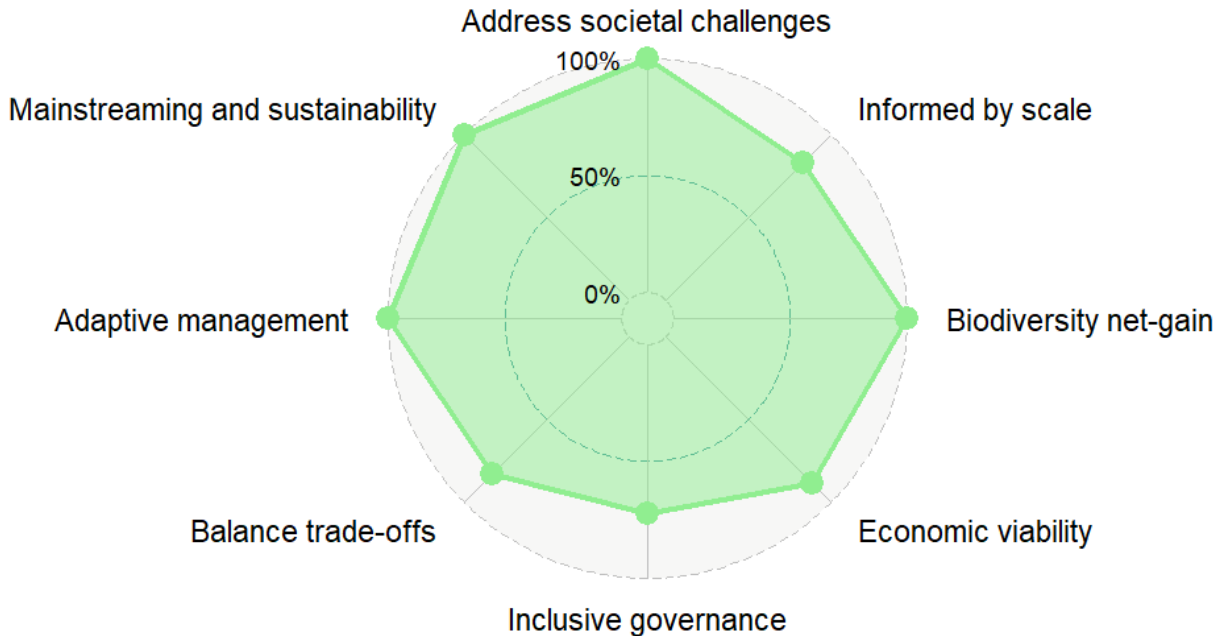 Address societal challenges
100%
Mainstreaming and sustainability
Informed by scale
50%
0%
Adaptive management
Biodiversity net-gain
Balance trade-offs
Economic viability
Inclusive governance